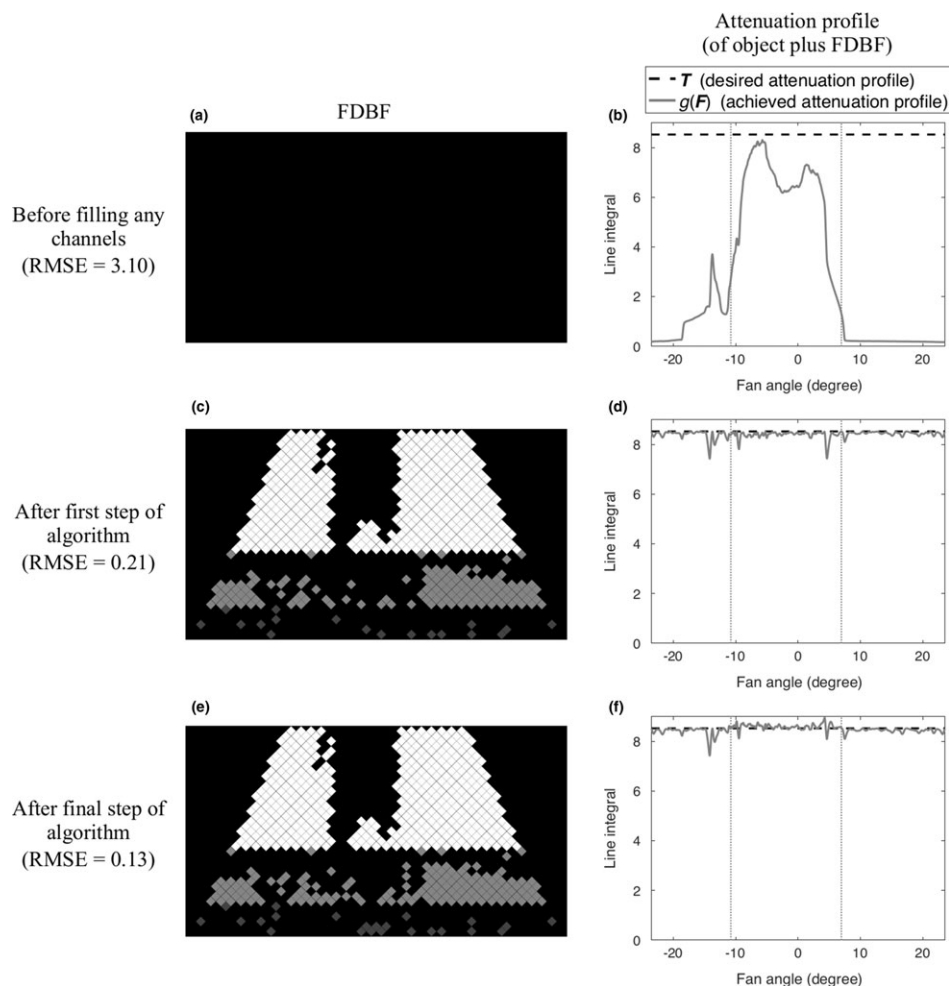 Attenuation profile
(of object plus FDBF)
T (desired attenuation profile)
g(F) (achieved attenuation profile)
(a)
FDBF
(b)
Before filling any
channels
(RMSE = 3.10)
Line integral
8
6
4
2
0
-20
-10
0
10
20
Fan angle (degree)
(c)
(d)
After first step of
algorithm
(RMSE = 0.21)
Line integral
8
6
4
2
0
-20
-10
0
10
20
Fan angle (degree)
(e)
(f)
After final step of
algorithm
(RMSE = 0.13)
Line integral
8
6
4
2
0
-20
-10
0
10
20
Fan angle (degree)